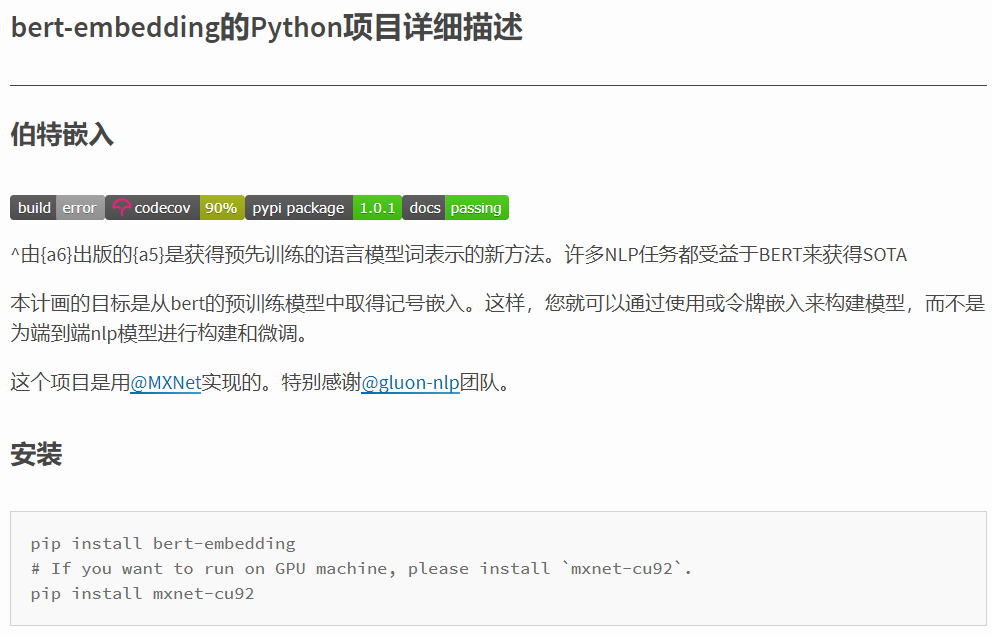 bert-embedding的Python项目详细描述
伯特嵌入
build error codecov 90% pypi package 1.0.1 docs passing
^由{a6}出版的{a5}是获得预先训练的语言模型词表示的新方法。许多NLP任务都受益于BERT来获得SOTA
本计画的目标是从bert的预训练模型中取得记号嵌入。这样，您就可以通过使用或令牌嵌入来构建模型，而不是
为端到端nlp模型进行构建和微调。
这个项目是用@MXNet实现的。特别感谢@gluon-nlp团队。
安装
pip install bert-embedding
# If you want to run on GPU machine, please install `mxnet-cu92`.
pip install mxnet-cu92